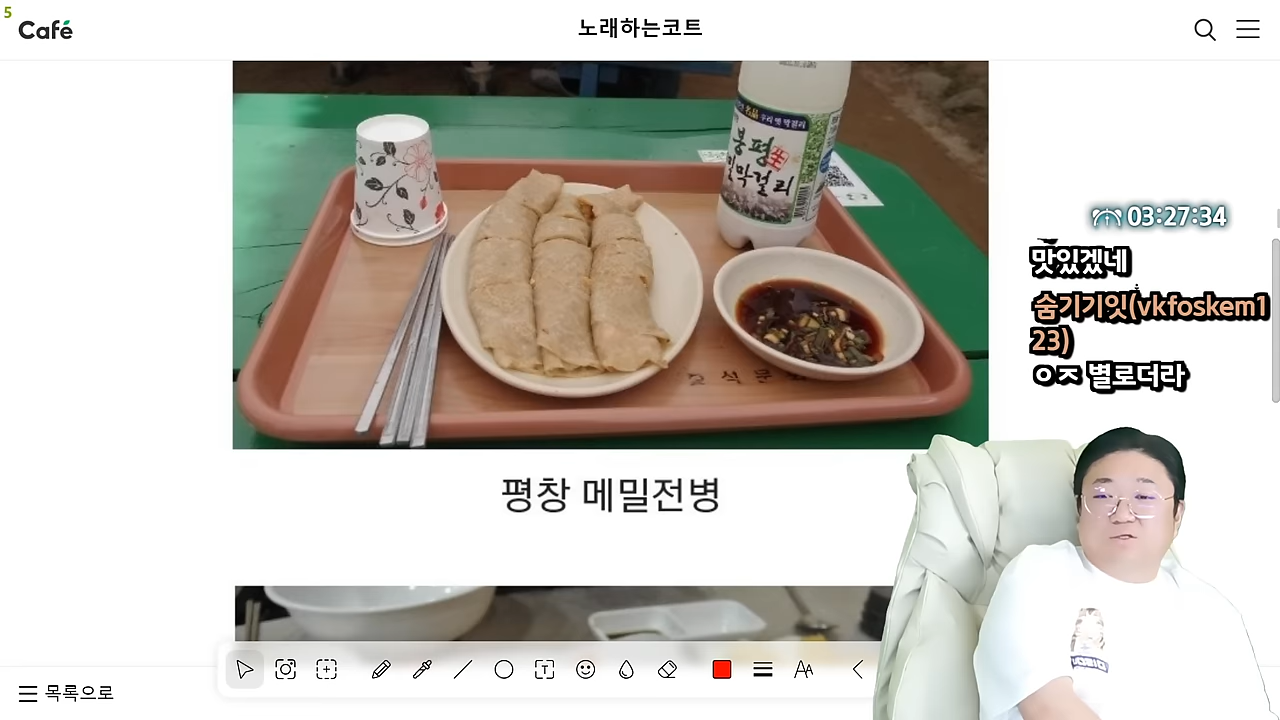 5
Café
노래하는코트
봉평
막걸리
03:27:34
맛있겠네
숨기기잇(vkfoskem1
23)
ㅇㅈ 별로더라
평창 메밀전병
목록으로